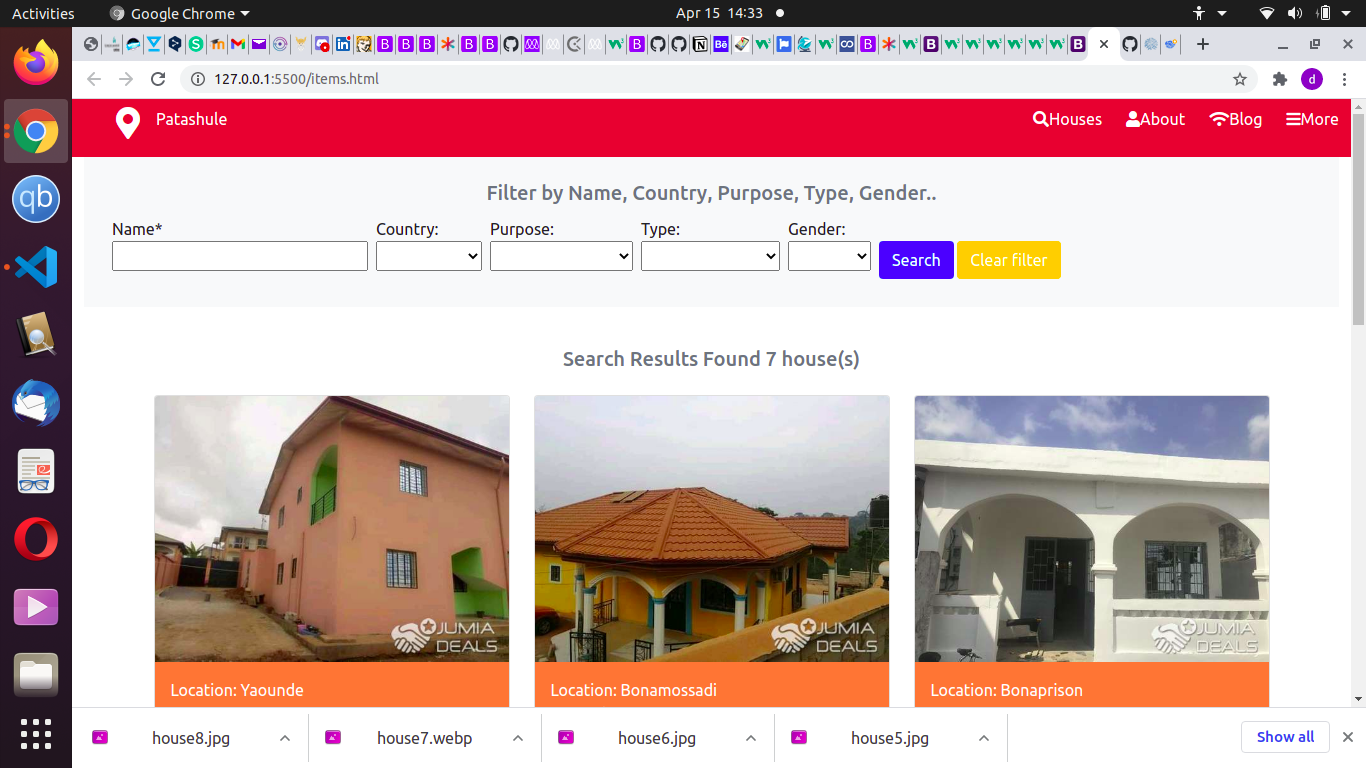 Activities Google Chrome Apr 15 14:33
127.0.0.1:5500/items.html d
Patashule Houses About Blog More
Filter by Name, Country, Purpose, Type, Gender..
Name* Country: Purpose: Type: Gender:
Search Clear filter
Search Results Found 7 house(s)
JUMIA DEALS
JUMIA DEALS
JUMIA DEALS
Location: Yaounde
Location: Bonamossadi
Location: Bonaprison
house8.jpg house7.webp house6.jpg house5.jpg Show all
qb